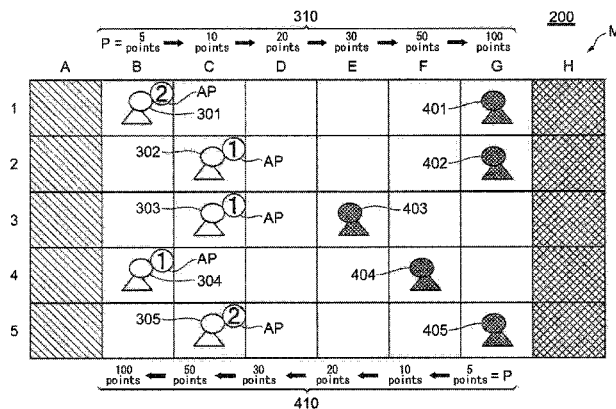 310
200
P = 5 points → 10 points → 20 points → 30 points → 50 points → 100 points
M
A B C D E F G H
1 ② AP 301 401
2 302 ① AP 402
3 303 ① AP 403
4 ① AP 304 404
5 305 ② AP 405
100 points ← 50 points ← 30 points ← 20 points ← 10 points ← 5 points = P
410